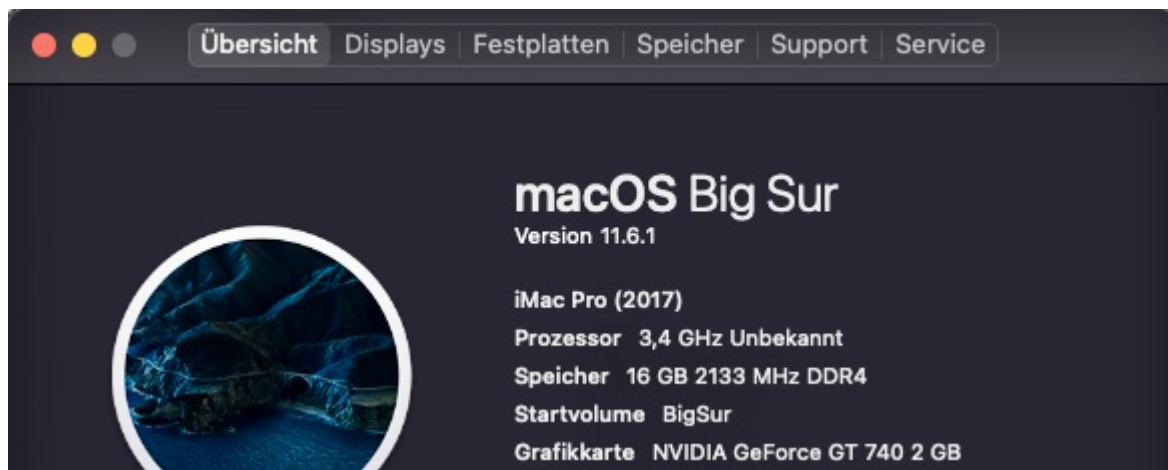 Übersicht Displays Festplatten Speicher Support Service
macOS Big Sur
Version 11.6.1
iMac Pro (2017)
Prozessor 3,4 GHz Unbekannt
Speicher 16 GB 2133 MHz DDR4
Startvolume BigSur
Grafikkarte NVIDIA GeForce GT 740 2 GB